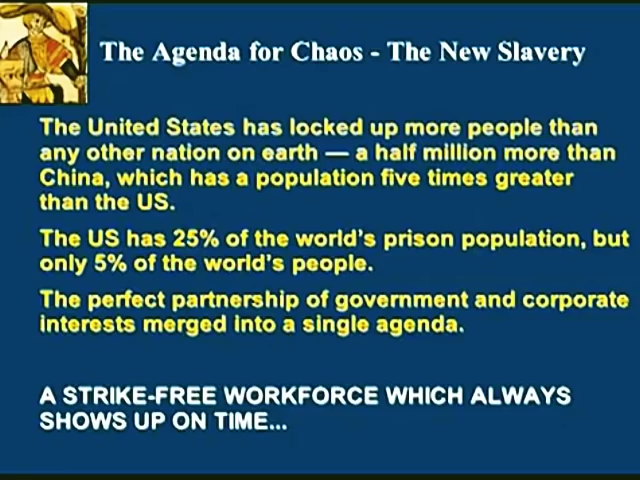 The Agenda for Chaos - The New Slavery
The United States has locked up more people than
any other nation on earth — a half million more than
China, which has a population five times greater
than the US.
The US has 25% of the world's prison population, but
only 5% of the world's people.
The perfect partnership of government and corporate
interests merged into a single agenda.
A STRIKE-FREE WORKFORCE WHICH ALWAYS
SHOWS UP ON TIME...